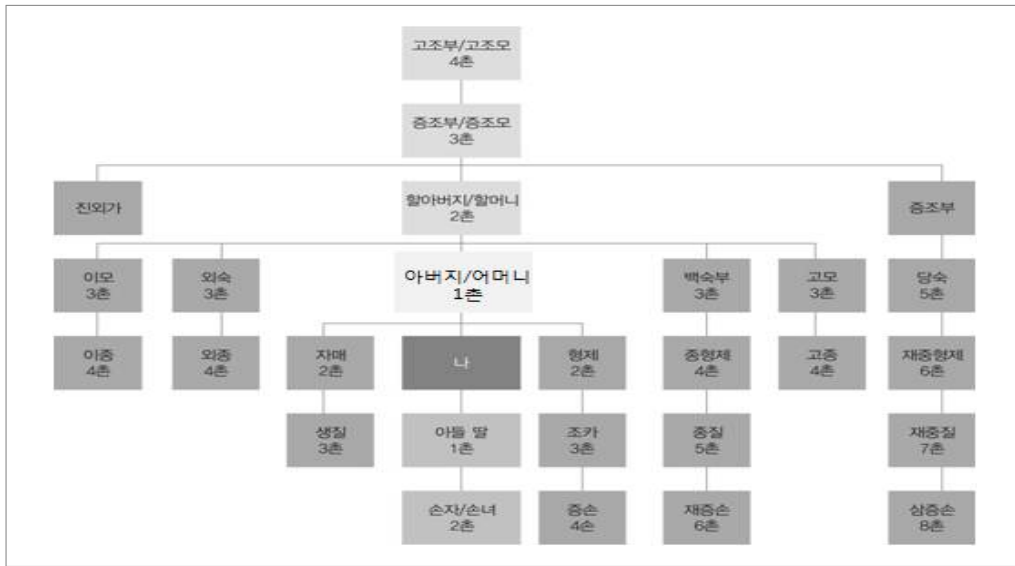 고조부/고조모
4촌
증조부/증조모
3촌
진외가
할아버지/할머니
2촌
증조부
이모
3촌
외숙
3촌
아버지/어머니
1촌
백숙부
3촌
고모
3촌
당숙
5촌
이종
4촌
외종
4촌
자매
2촌
나
형제
2촌
종형제
4촌
고종
4촌
재종형제
6촌
생질
3촌
아들 딸
1촌
조카
3촌
종질
5촌
재종질
7촌
손자/손녀
2촌
증손
4손
재증손
6촌
삼증손
8촌